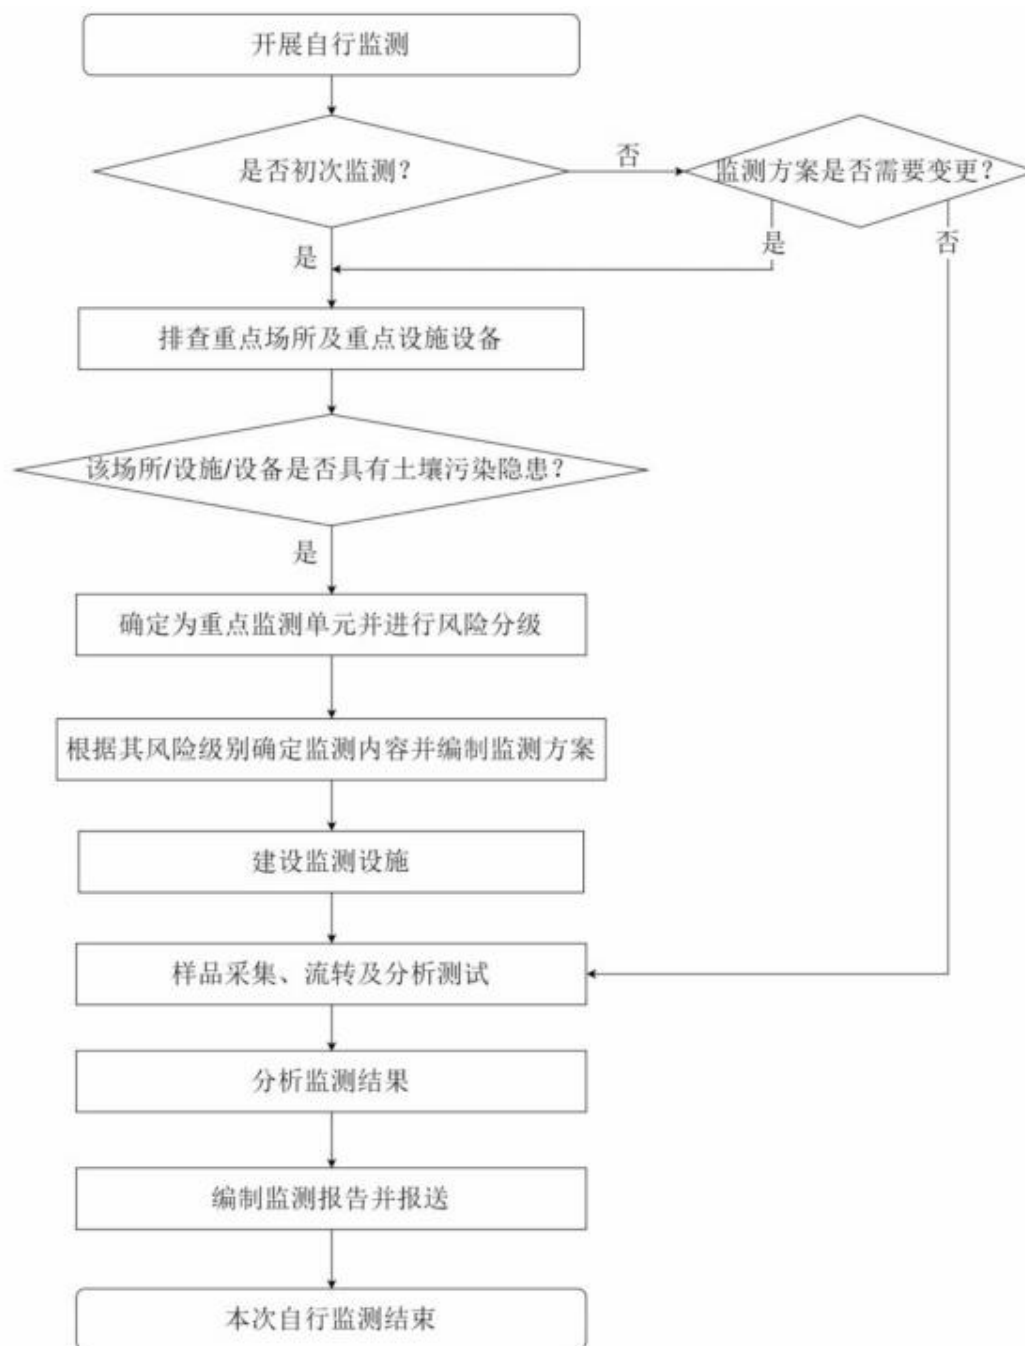 开展自行监测
是否初次监测？
否
监测方案是否需要变更？
是
是
否
排查重点场所及重点设施设备
该场所/设施/设备是否具有土壤污染隐患？
是
确定为重点监测单元并进行风险分级
根据其风险级别确定监测内容并编制监测方案
建设监测设施
样品采集、流转及分析测试
分析监测结果
编制监测报告并报送
本次自行监测结束